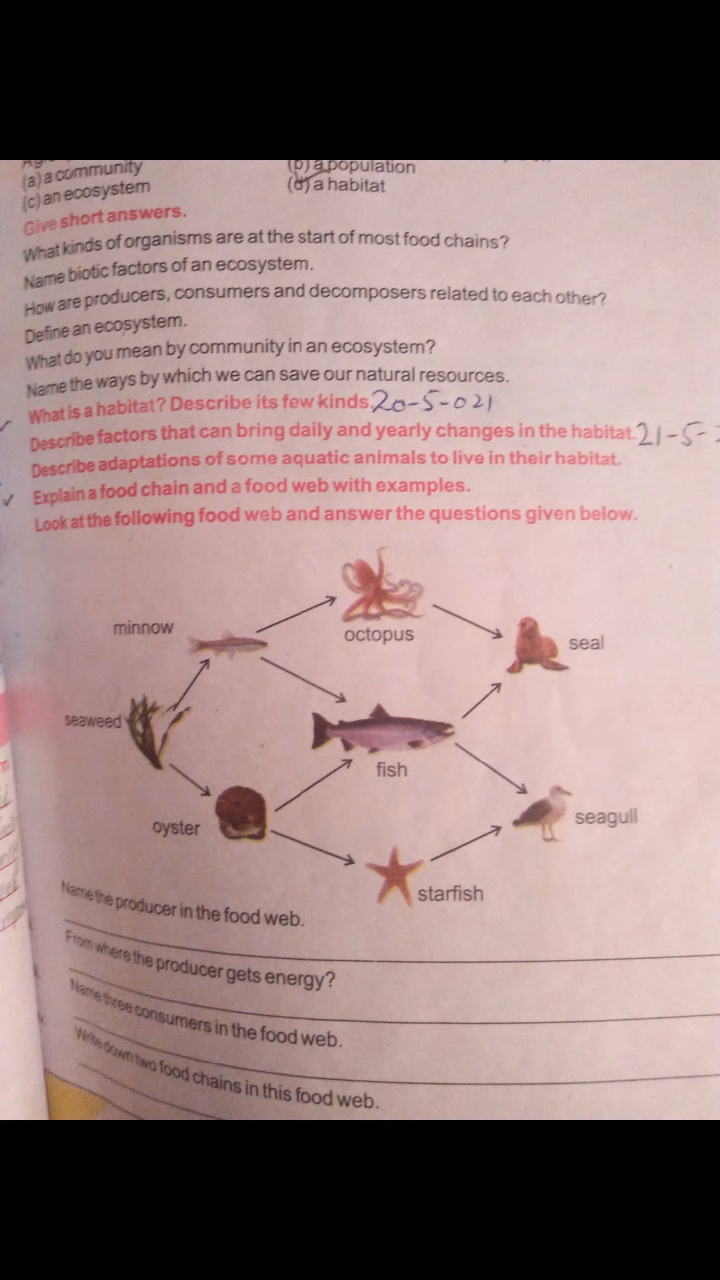 (a) a community (b) a population
(c) an ecosystem (d) a habitat
Give short answers.
What kinds of organisms are at the start of most food chains?
Name biotic factors of an ecosystem.
How are producers, consumers and decomposers related to each other?
Define an ecosystem.
What do you mean by community in an ecosystem?
Name the ways by which we can save our natural resources.
What is a habitat? Describe its few kinds. 20-5-021
Describe factors that can bring daily and yearly changes in the habitat. 21-5-
Describe adaptations of some aquatic animals to live in their habitat.
Explain a food chain and a food web with examples.
Look at the following food web and answer the questions given below.
minnow
octopus
seal
seaweed
fish
oyster
seagull
starfish
Name the producer in the food web.
From where the producer gets energy?
Name three consumers in the food web.
Write down two food chains in this food web.